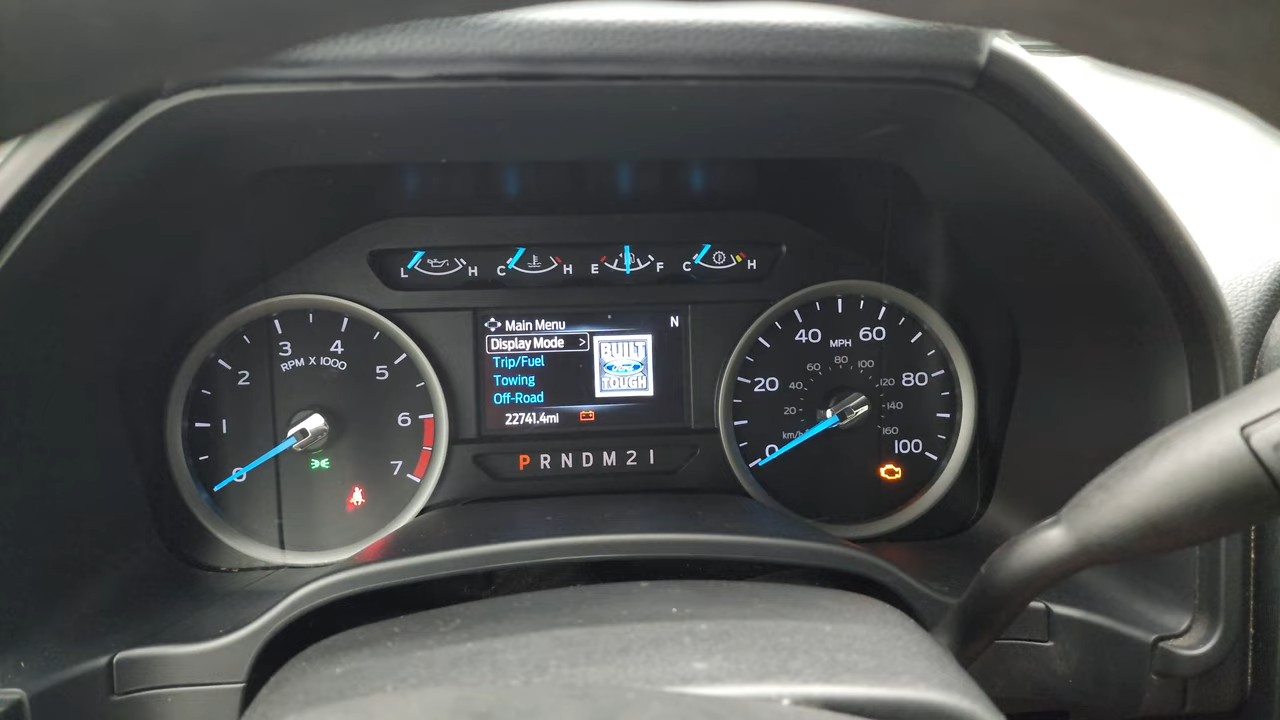 L H C H E F C H
Main Menu
N
Display Mode >
Trip/Fuel
Towing
Off-Road
22741.4mi
BUILT
Ford
TOUGH
P R N D M 2 1
0 1 2 3 4 5 6 7
RPM X 1000
0 20 40 60 80 100
MPH
20 40 60 80 100 120 140 160
km/h